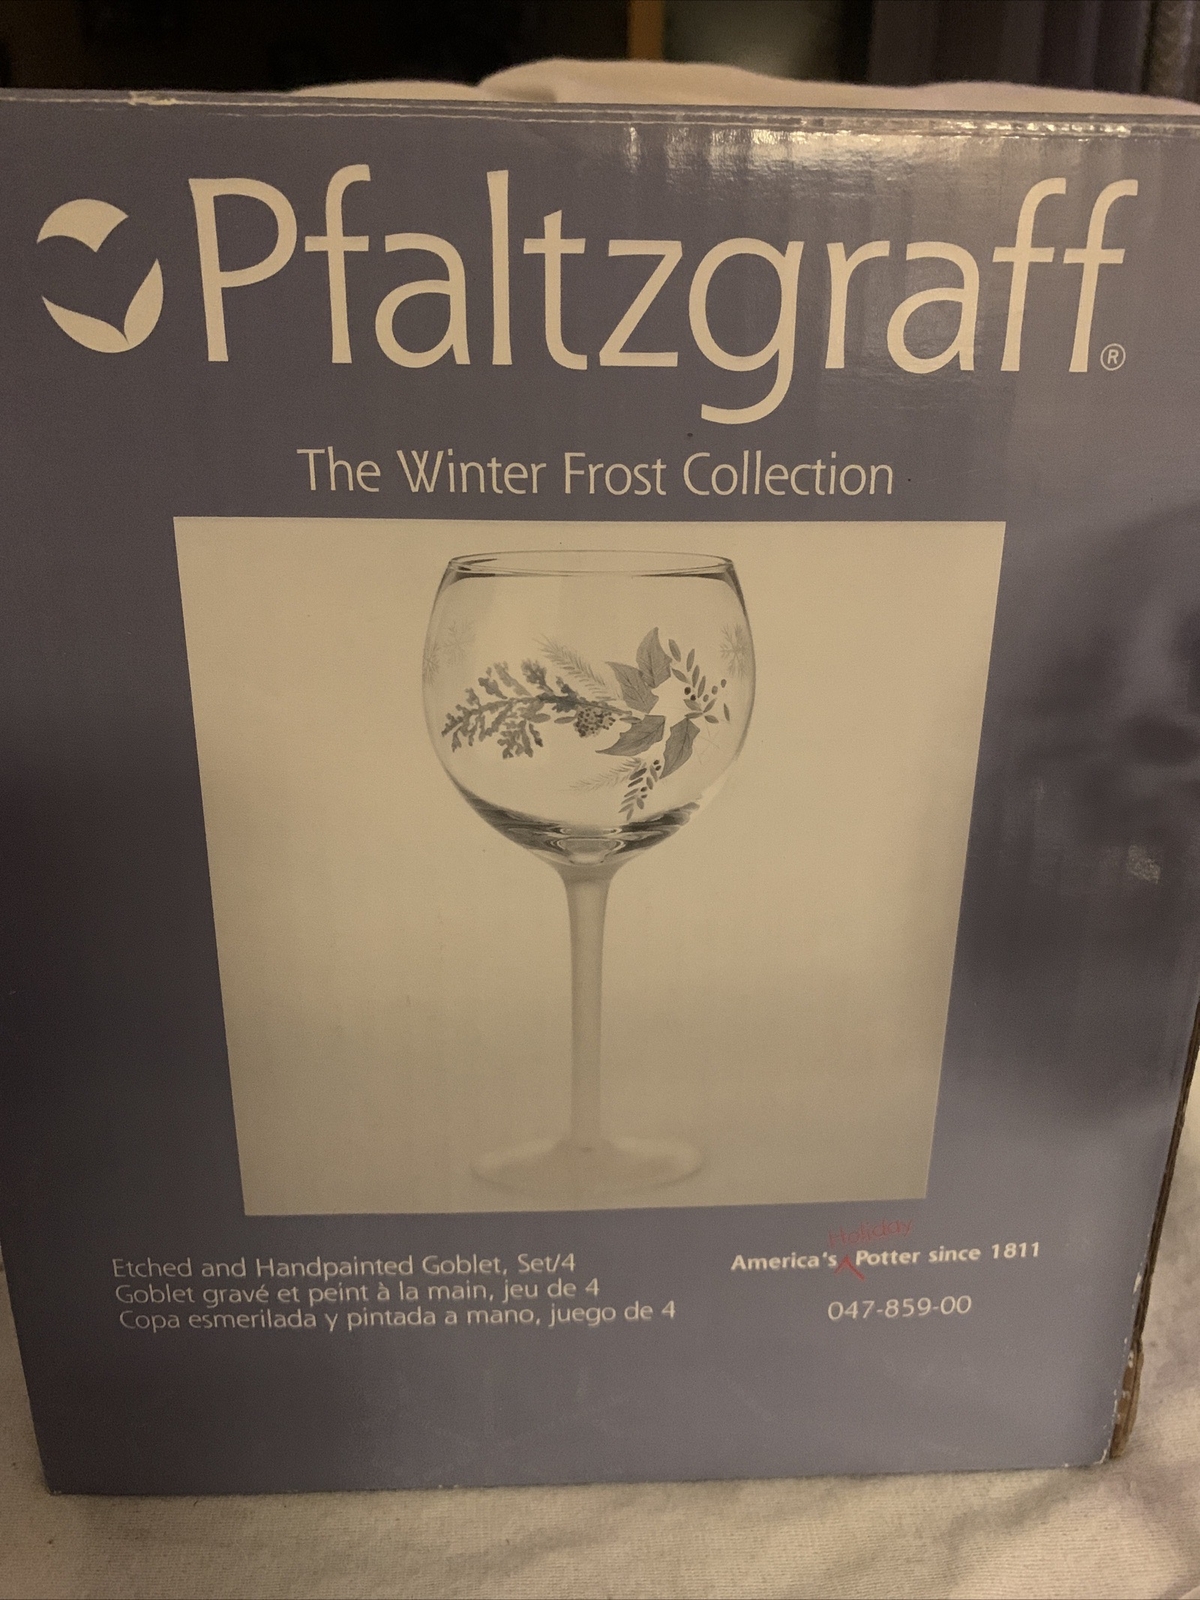 Pfaltzgraff®
The Winter Frost Collection
Etched and Handpainted Goblet, Set/4
Goblet gravé et peint à la main, jeu de 4
Copa esmerilada y pintada a mano, juego de 4
Holiday
America's Potter since 1811
047-859-00